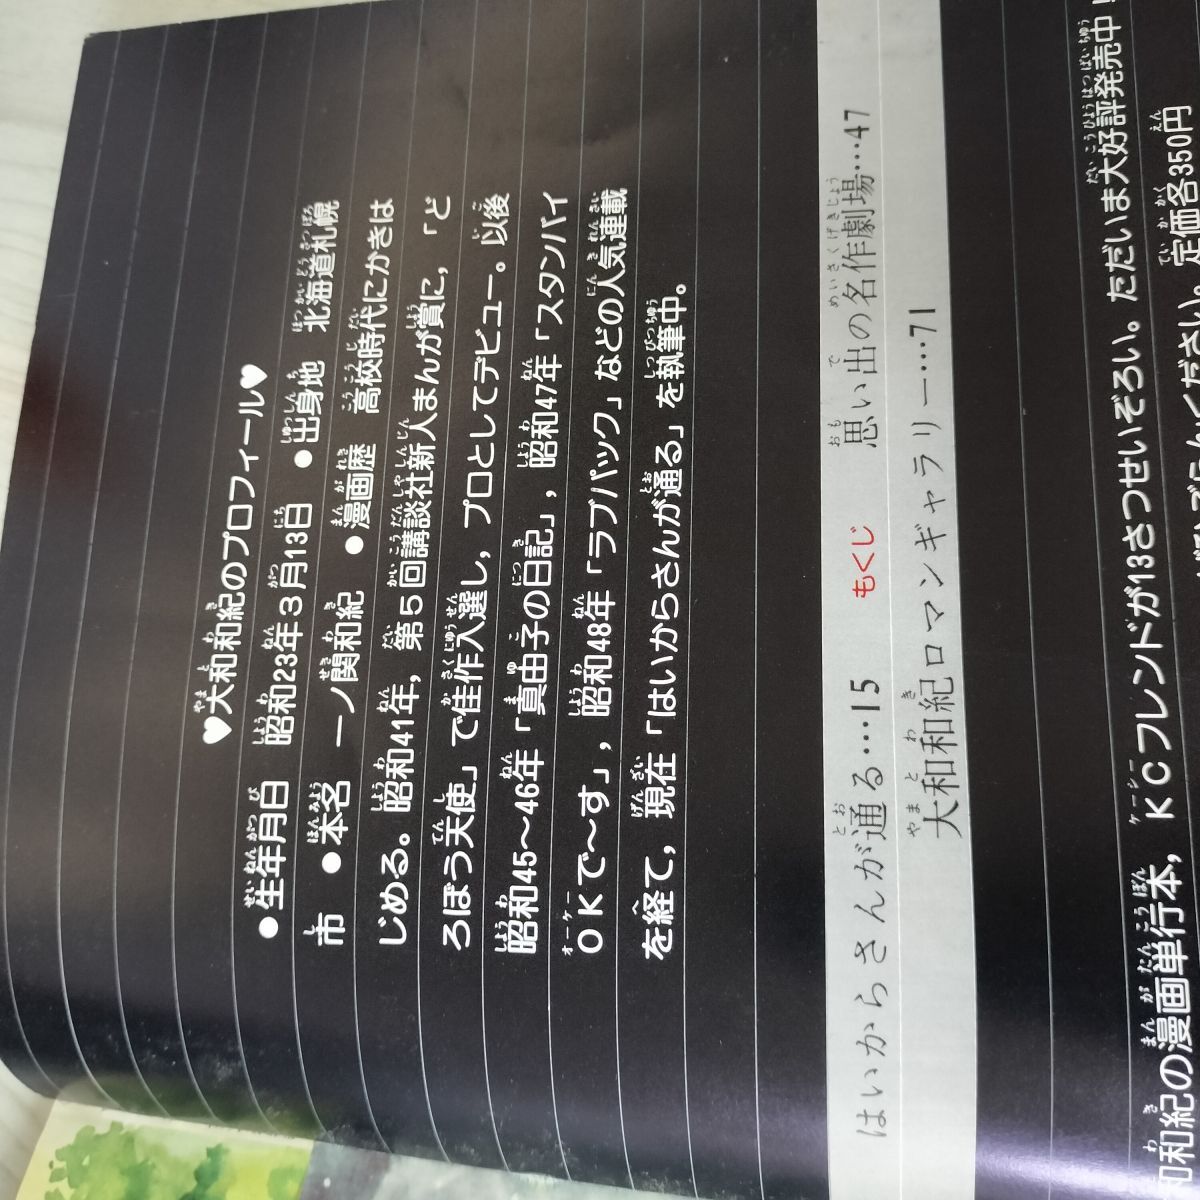 ♥大和和紀のプロフィール♥
●生年月日 昭和23年3月13日 ●出身地 北海道札幌
市 ●本名 一ノ関和紀 ●漫画歴 高校時代にかきは
じめる。昭和41年，第5回講談社新人まんが賞に，「ど
ろぼう天使」で佳作入選し，プロとしてデビュー。以後
昭和45～46年「真由子の日記」，昭和47年「スタンバイ
OKで～す」，昭和48年「ラブパック」などの人気連載
を経て，現在「はいからさんが通る」を執筆中。
はいからさんが通る…15 もくじ 思い出の名作劇場…47
大和和紀ロマンギャラリー…71
和和紀の漫画単行本，KCフレンドが13さつせいぞろい。ただいま大好評発売中！
ください。定価各350円